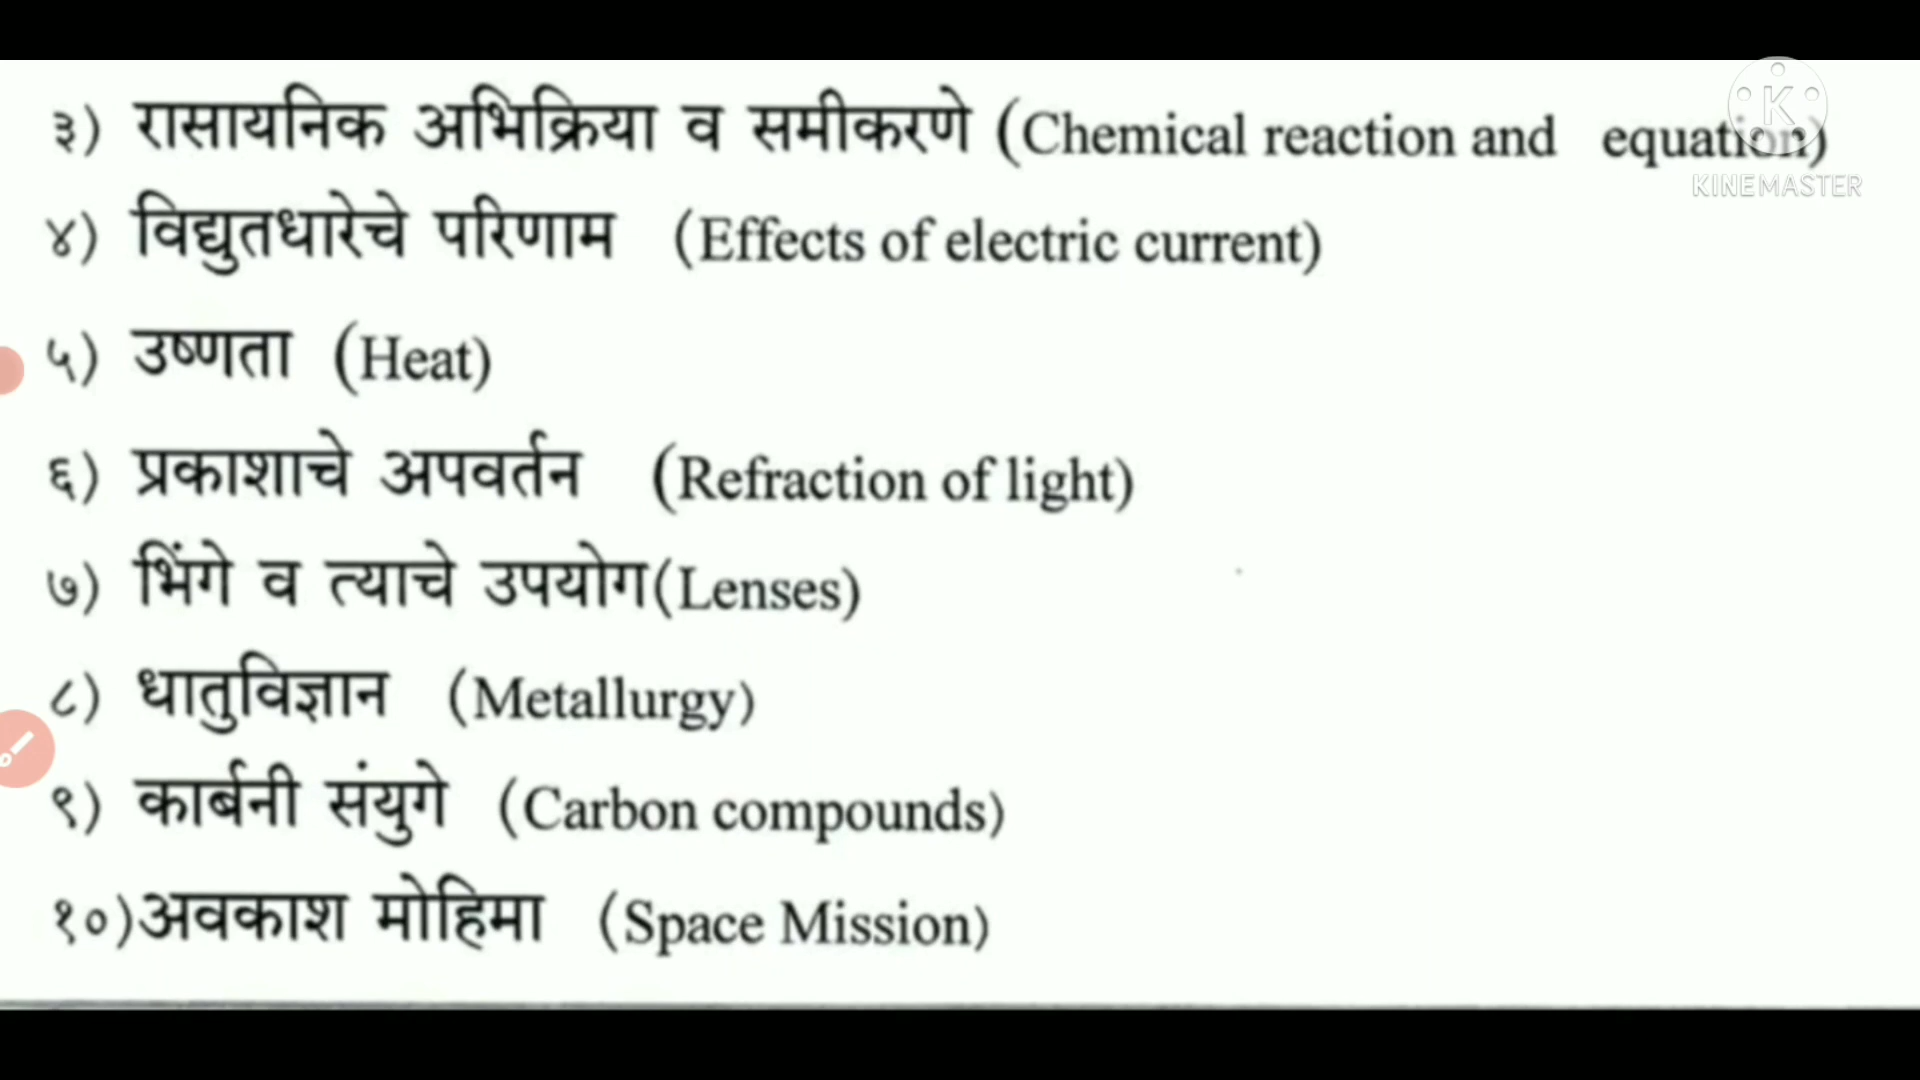 ३) रासायनिक अभिक्रिया व समीकरणे (Chemical reaction and equation)
KINEMASTER
४) विद्युतधारेचे परिणाम (Effects of electric current)
५) उष्णता (Heat)
६) प्रकाशाचे अपवर्तन (Refraction of light)
७) भिंगे व त्याचे उपयोग(Lenses)
८) धातुविज्ञान (Metallurgy)
९) कार्बनी संयुगे (Carbon compounds)
१०)अवकाश मोहिमा (Space Mission)